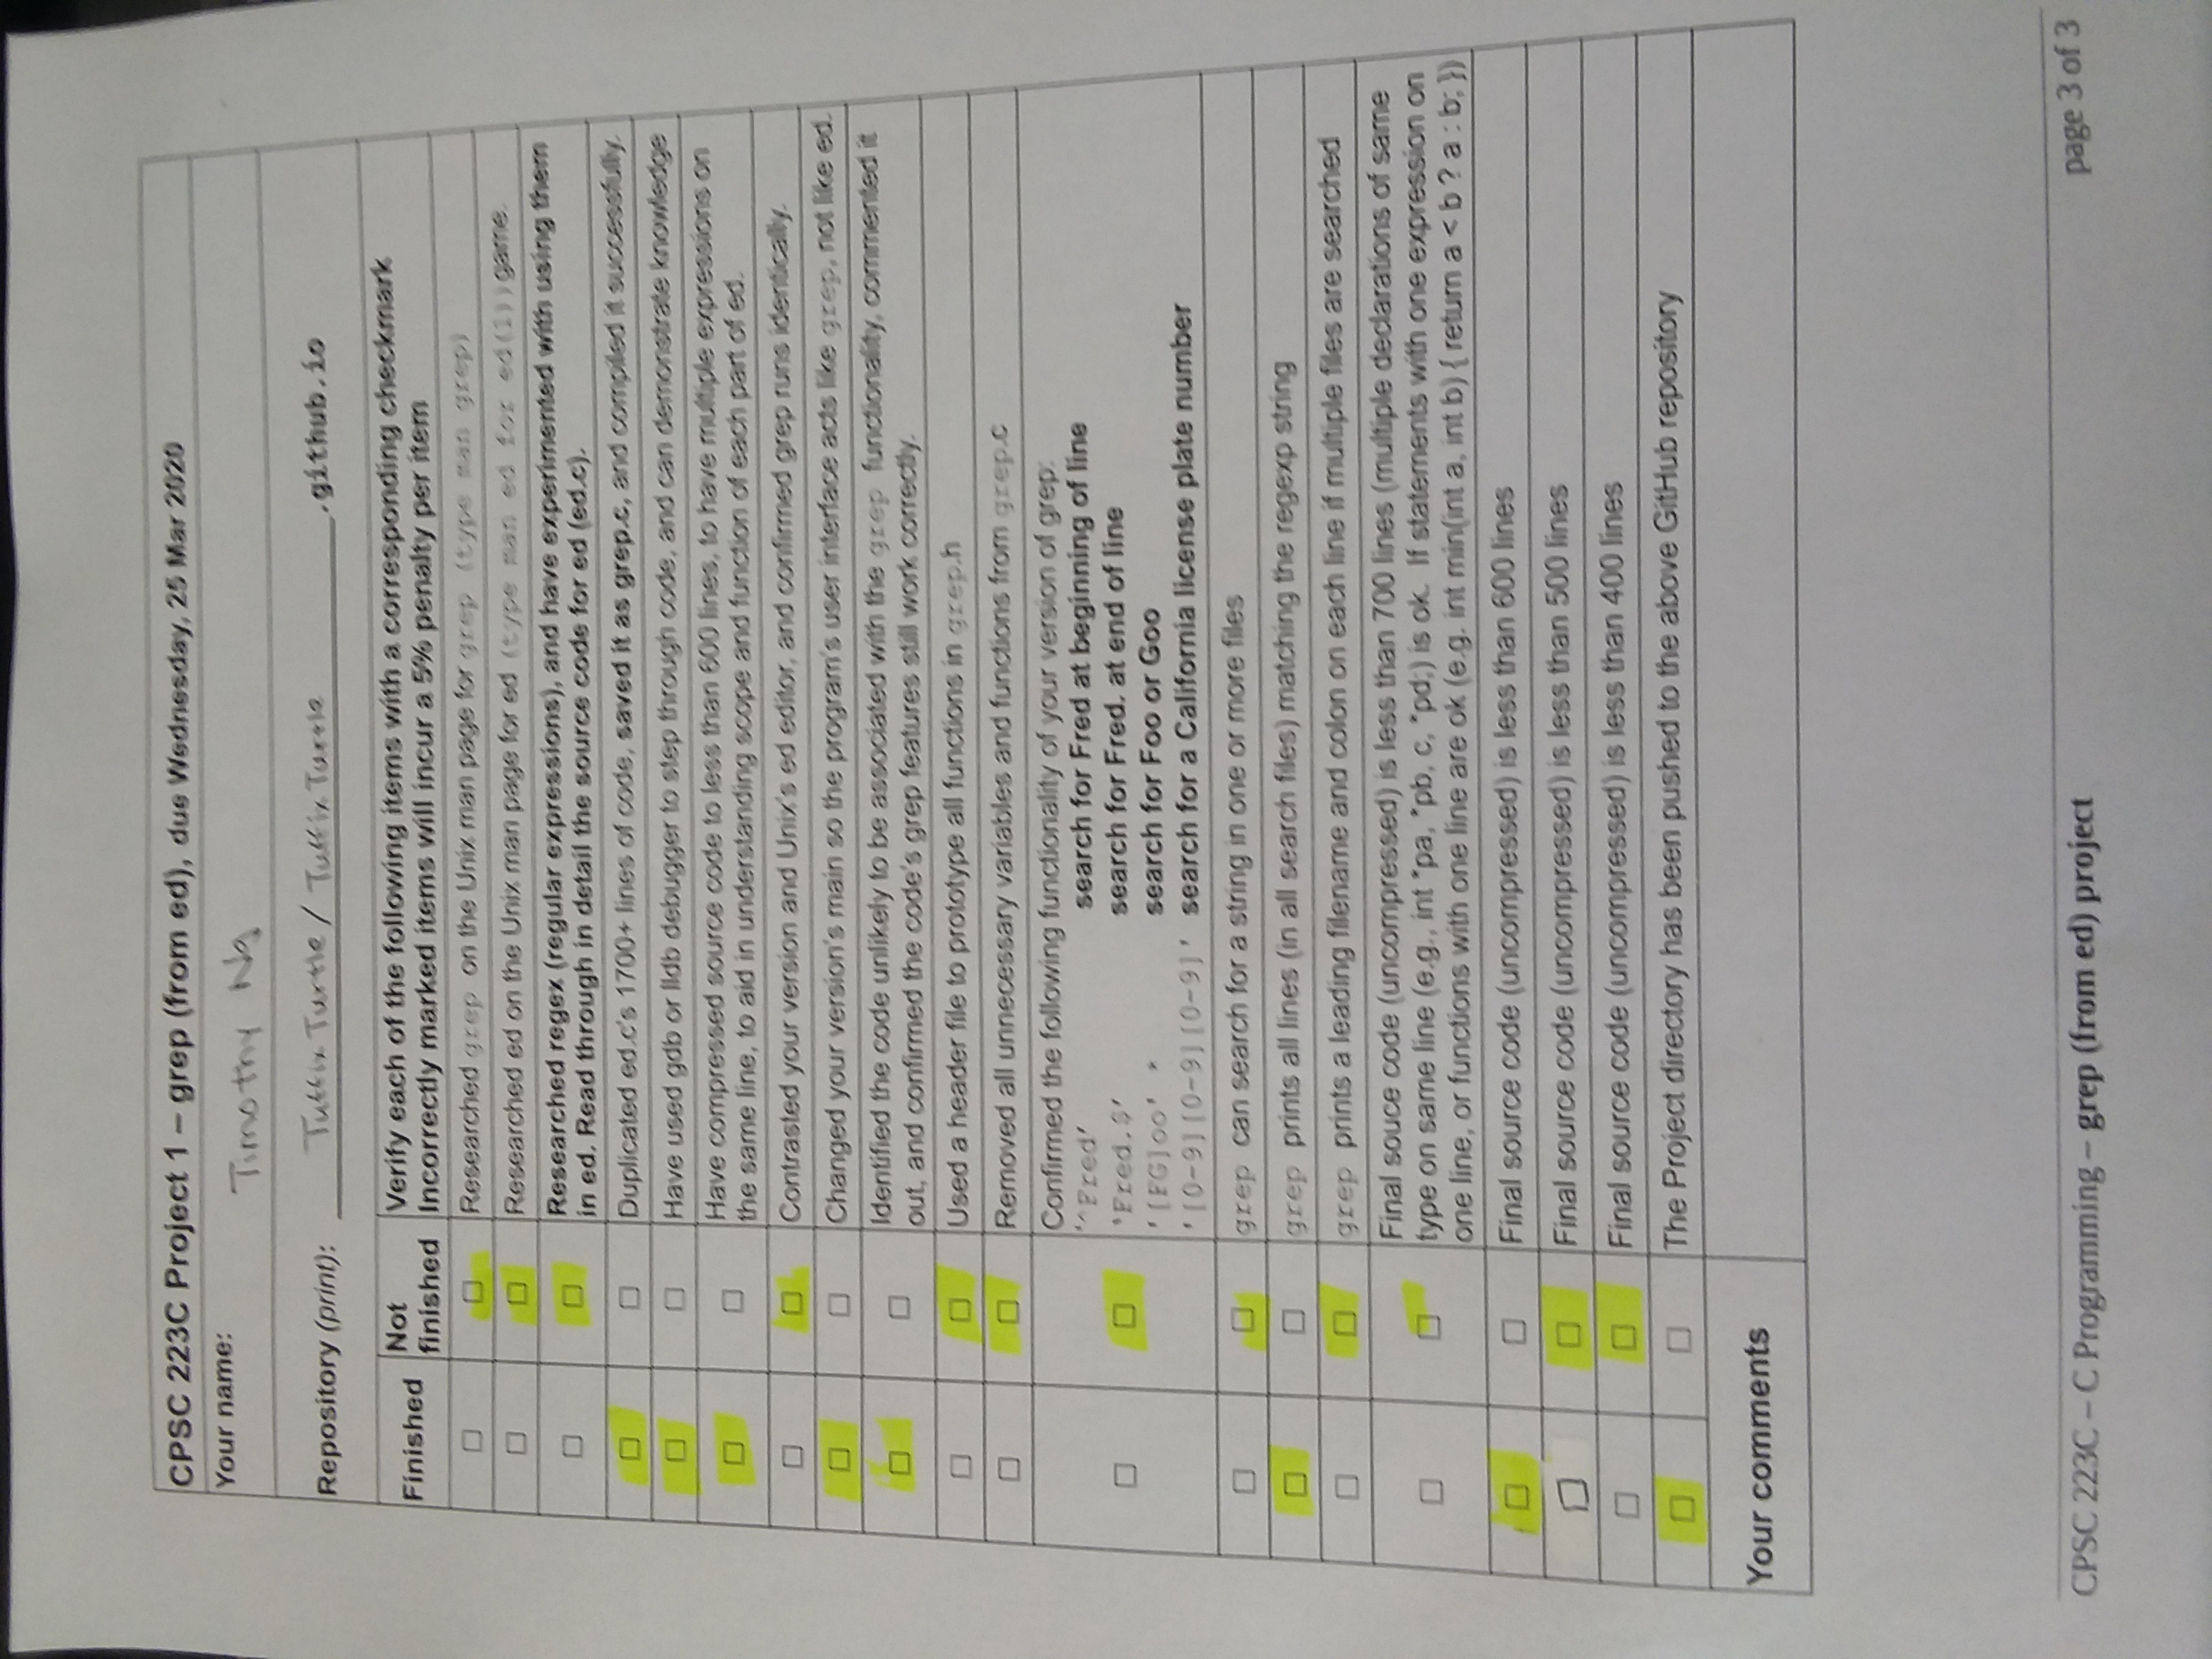 CPSC 223C Project 1 – grep (from ed), due Wednesday, 25 Mar 2020
Your name: Timothy Ng
Repository (print): Tuffix Turtle / Tuffix Turtle .github.io
Finished
Not finished
Verify each of the following items with a corresponding checkmark
Incorrectly marked items will incur a 5% penalty per item
☐ ☐ Researched grep on the Unix man page for grep (type man grep)
☐ ☐ Researched ed on the Unix man page for ed (type man ed for ed(1)) game.
☐ ☐ Researched regex (regular expressions), and have experimented with using them
in ed. Read through in detail the source code for ed (ed.c).
☐ ☐ Duplicated ed.c's 1700+ lines of code, saved it as grep.c, and compiled it successfully.
☐ ☐ Have used gdb or lldb debugger to step through code, and can demonstrate knowledge
☐ ☐ Have compressed source code to less than 600 lines, to have multiple expressions on
the same line, to aid in understanding scope and function of each part of ed.
☐ ☐ Contrasted your version and Unix's ed editor, and confirmed grep runs identically.
☐ ☐ Changed your version's main so the program's user interface acts like grep, not like ed.
☐ ☐ Identified the code unlikely to be associated with the grep functionality, commented it
out, and confirmed the code's grep features still work correctly.
☐ ☐ Used a header file to prototype all functions in grep.h
☐ ☐ Removed all unnecessary variables and functions from grep.c
☐ ☐ Confirmed the following functionality of your version of grep:
'^Fred' search for Fred at beginning of line
'Fred.$' search for Fred. at end of line
'[FG]oo' * search for Foo or Goo
'[0-9][0-9][0-9]' search for a California license plate number
☐ ☐ grep can search for a string in one or more files
☐ ☐ grep prints all lines (in all search files) matching the regexp string
☐ ☐ grep prints a leading filename and colon on each line if multiple files are searched
☐ ☐ Final souce code (uncompressed) is less than 700 lines (multiple declarations of same
type on same line (e.g., int *pa, *pb, c, *pd;) is ok. If statements with one expression on
one line, or functions with one line are ok (e.g. int min(int a, int b) { return a < b ? a : b; })
☐ ☐ Final source code (uncompressed) is less than 600 lines
☐ ☐ Final source code (uncompressed) is less than 500 lines
☐ ☐ Final source code (uncompressed) is less than 400 lines
☐ ☐ The Project directory has been pushed to the above GitHub repository
Your comments
CPSC 223C – C Programming – grep (from ed) project
page 3 of 3